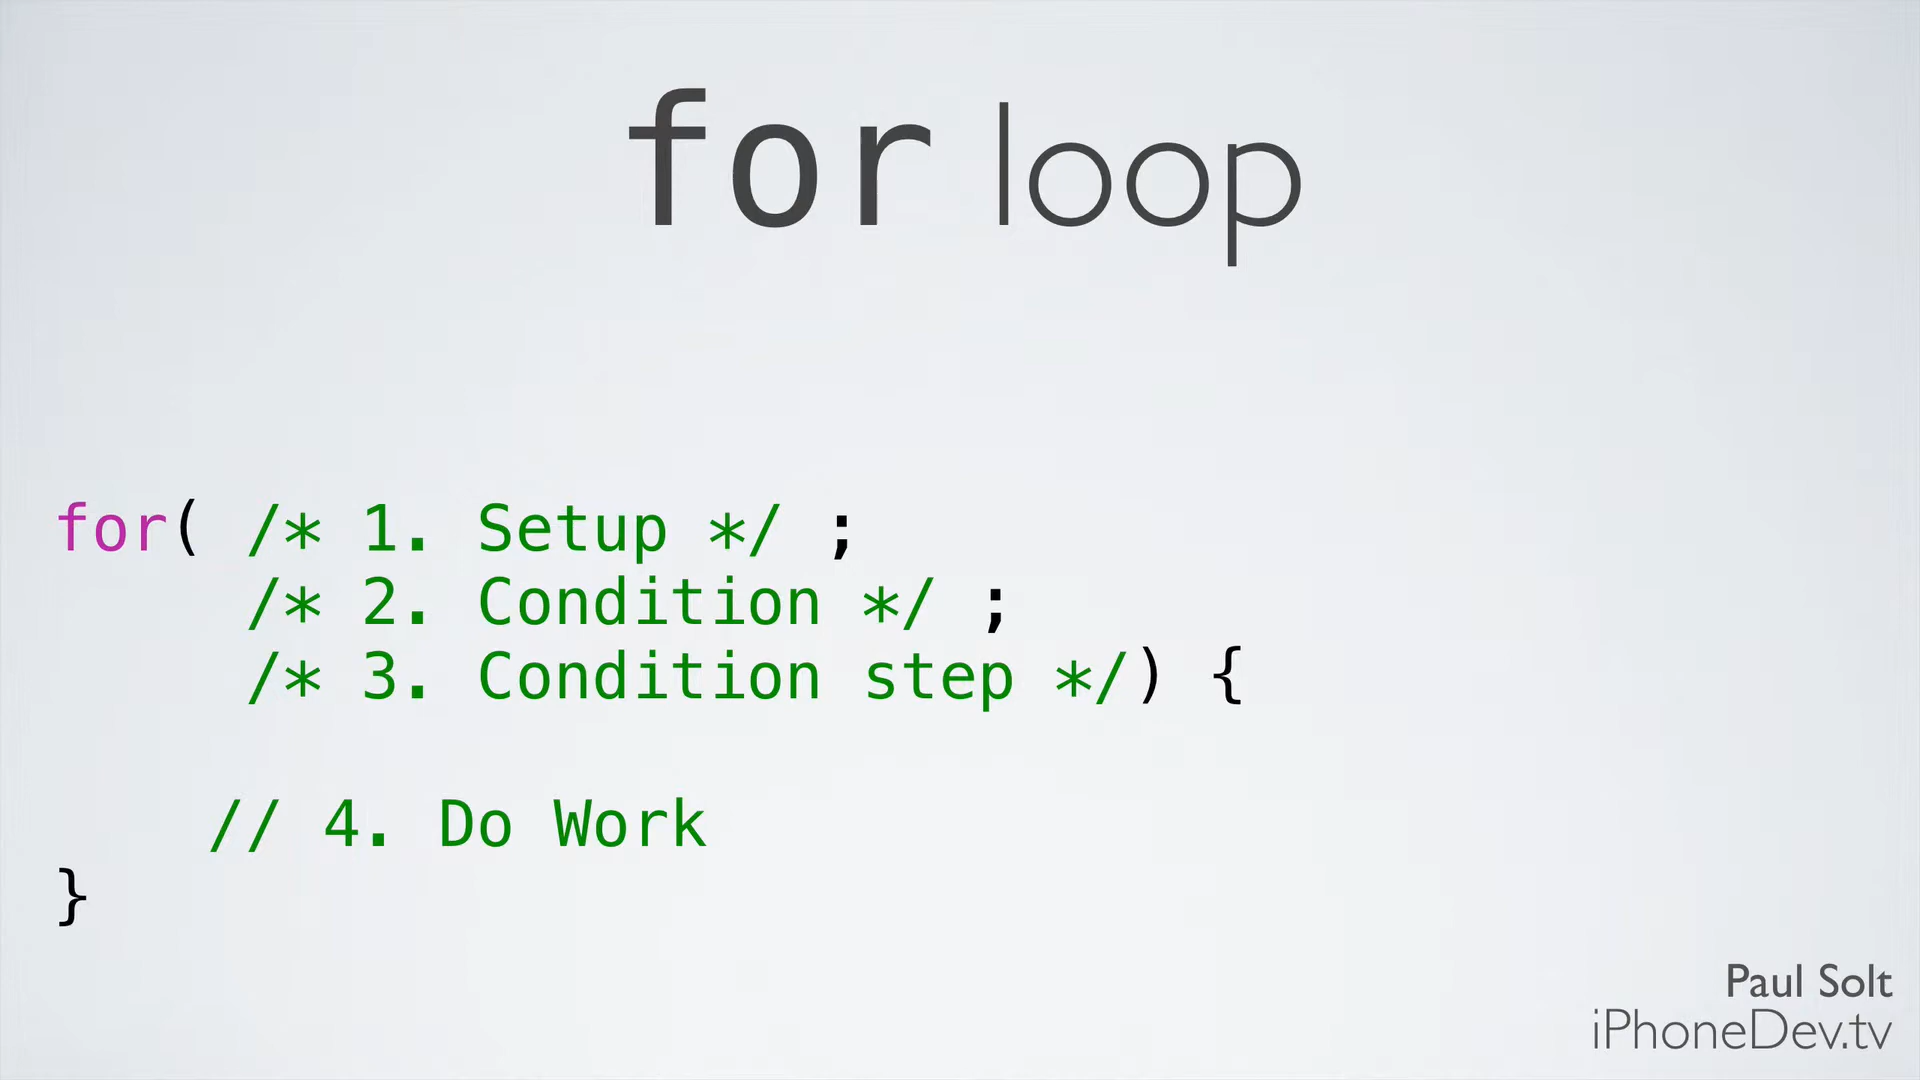 for loop
for( /* 1. Setup */ ;
/* 2. Condition */ ;
/* 3. Condition step */) {
// 4. Do Work
}
Paul Solt
iPhoneDev.tv